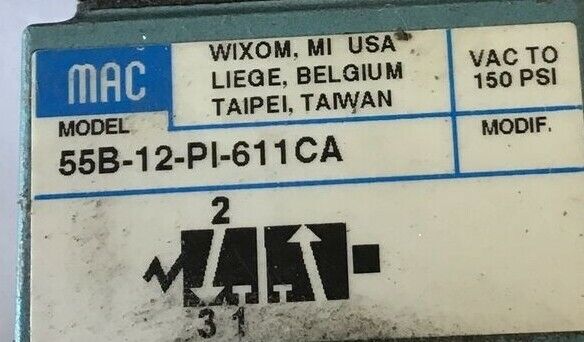 MAC
WIXOM, MI USA
LIEGE, BELGIUM
TAIPEI, TAIWAN
VAC TO
150 PSI
MODEL
55B-12-PI-611CA
MODIF.
2
3 1